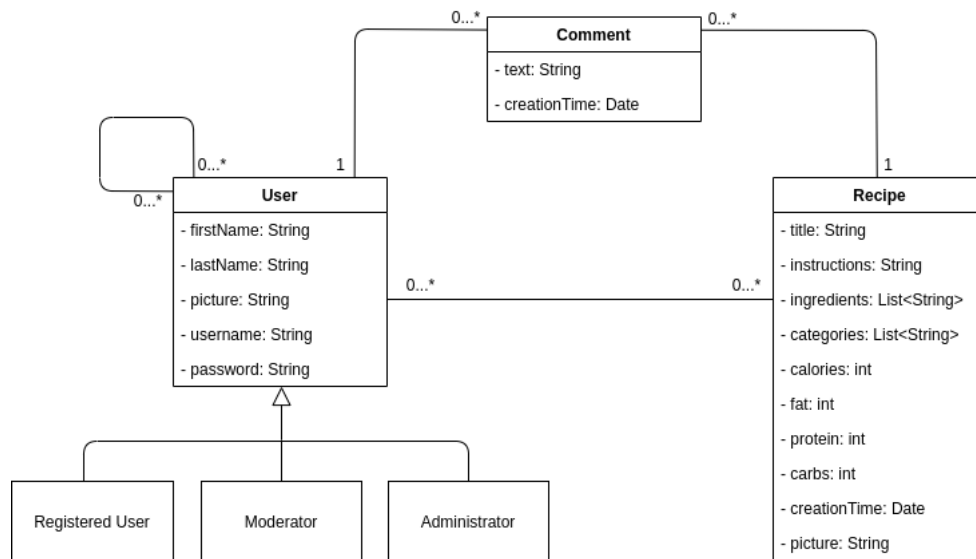 0...*
0...*
Comment
- text: String
- creationTime: Date
0...*
0...*
1
1
User
- firstName: String
- lastName: String
- picture: String
- username: String
- password: String
0...*
0...*
Recipe
- title: String
- instructions: String
- ingredients: List<String>
- categories: List<String>
- calories: int
- fat: int
- protein: int
- carbs: int
- creationTime: Date
- picture: String
Registered User
Moderator
Administrator